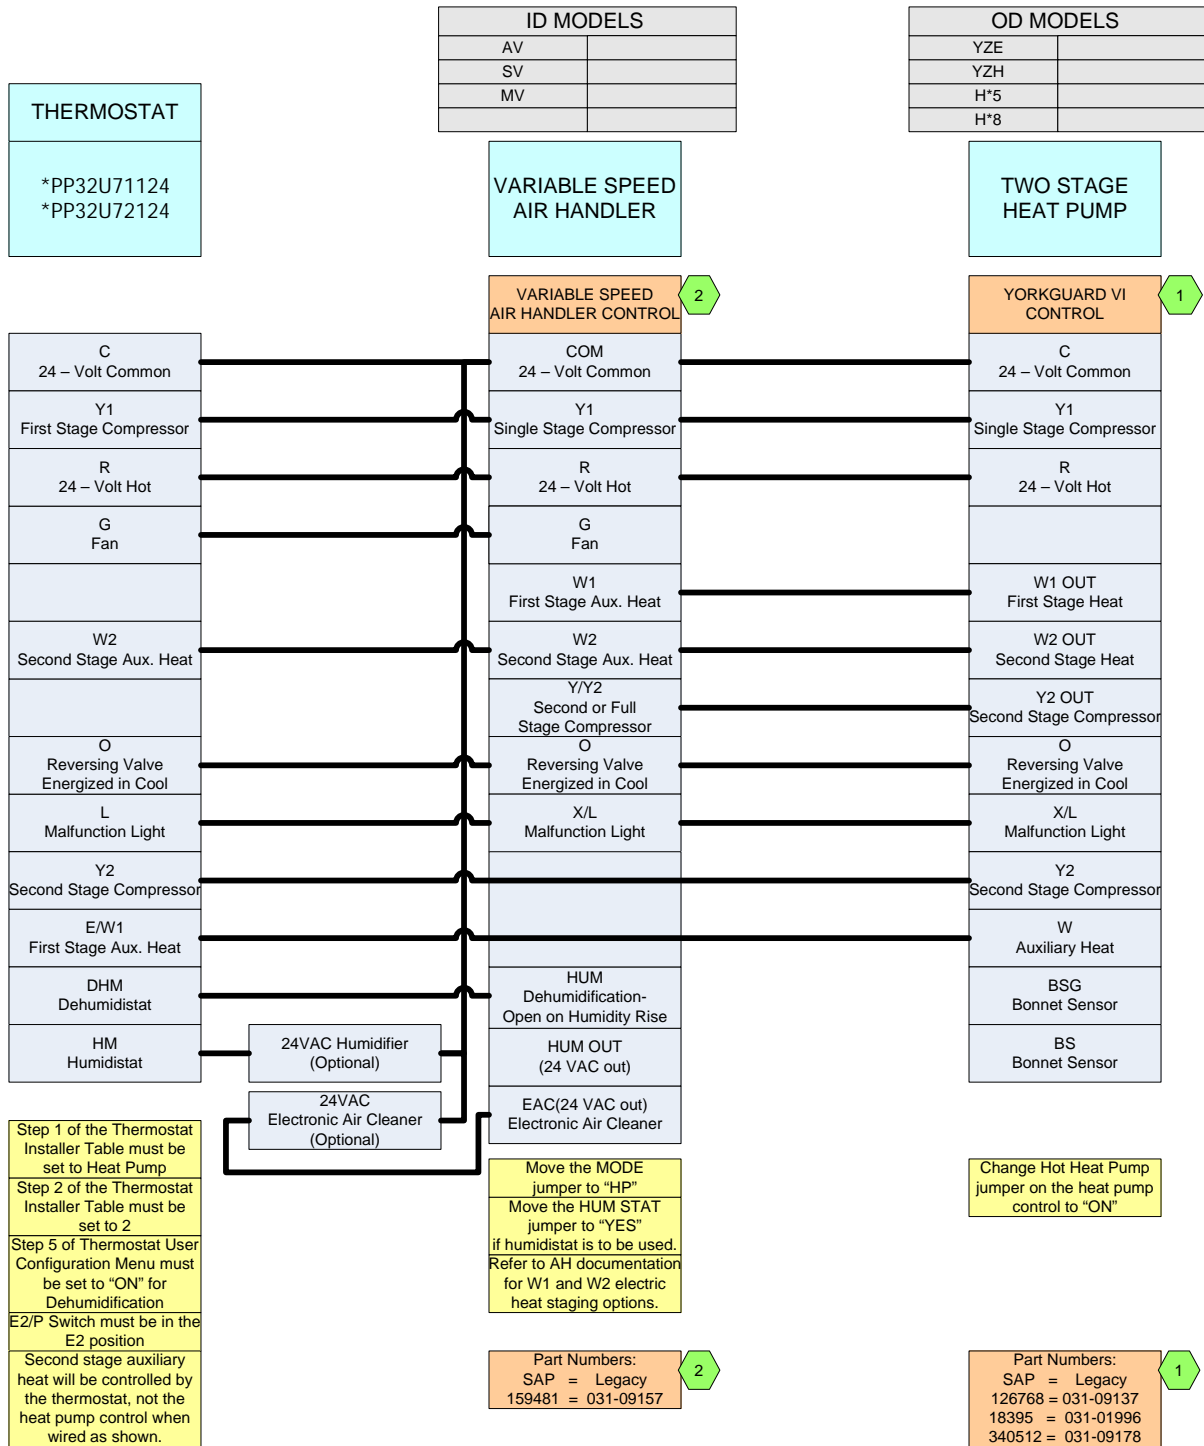 ID MODELS
AV
SV
MV
OD MODELS
YZE
YZH
H*5
H*8
THERMOSTAT
*PP32U71124
*PP32U72124
VARIABLE SPEED
AIR HANDLER
TWO STAGE
HEAT PUMP
VARIABLE SPEED
AIR HANDLER CONTROL
2
YORKGUARD VI
CONTROL
1
C
24 – Volt Common
Y1
First Stage Compressor
R
24 – Volt Hot
G
Fan
W2
Second Stage Aux. Heat
O
Reversing Valve
Energized in Cool
L
Malfunction Light
Y2
Second Stage Compressor
E/W1
First Stage Aux. Heat
DHM
Dehumidistat
HM
Humidistat
24VAC Humidifier
(Optional)
24VAC
Electronic Air Cleaner
(Optional)
COM
24 – Volt Common
Y1
Single Stage Compressor
R
24 – Volt Hot
G
Fan
W1
First Stage Aux. Heat
W2
Second Stage Aux. Heat
Y/Y2
Second or Full
Stage Compressor
O
Reversing Valve
Energized in Cool
X/L
Malfunction Light
HUM
Dehumidification-
Open on Humidity Rise
HUM OUT
(24 VAC out)
EAC(24 VAC out)
Electronic Air Cleaner
C
24 – Volt Common
Y1
Single Stage Compressor
R
24 – Volt Hot
W1 OUT
First Stage Heat
W2 OUT
Second Stage Heat
Y2 OUT
Second Stage Compressor
O
Reversing Valve
Energized in Cool
X/L
Malfunction Light
Y2
Second Stage Compressor
W
Auxiliary Heat
BSG
Bonnet Sensor
BS
Bonnet Sensor
Step 1 of the Thermostat
Installer Table must be
set to Heat Pump
Step 2 of the Thermostat
Installer Table must be
set to 2
Step 5 of Thermostat User
Configuration Menu must
be set to “ON” for
Dehumidification
E2/P Switch must be in the
E2 position
Second stage auxiliary
heat will be controlled by
the thermostat, not the
heat pump control when
wired as shown.
Move the MODE
jumper to “HP”
Move the HUM STAT
jumper to “YES”
if humidistat is to be used.
Refer to AH documentation
for W1 and W2 electric
heat staging options.
Change Hot Heat Pump
jumper on the heat pump
control to “ON”
Part Numbers:
SAP = Legacy
159481 = 031-09157
2
Part Numbers:
SAP = Legacy
126768 = 031-09137
18395 = 031-01996
340512 = 031-09178
1